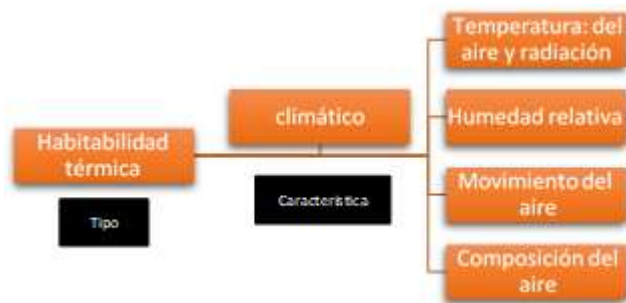 Habitabilidad
térmica
Tipo
climático
Característica
Temperatura: del
aire y radiación
Humedad relativa
Movimiento del
aire
Composición del
aire